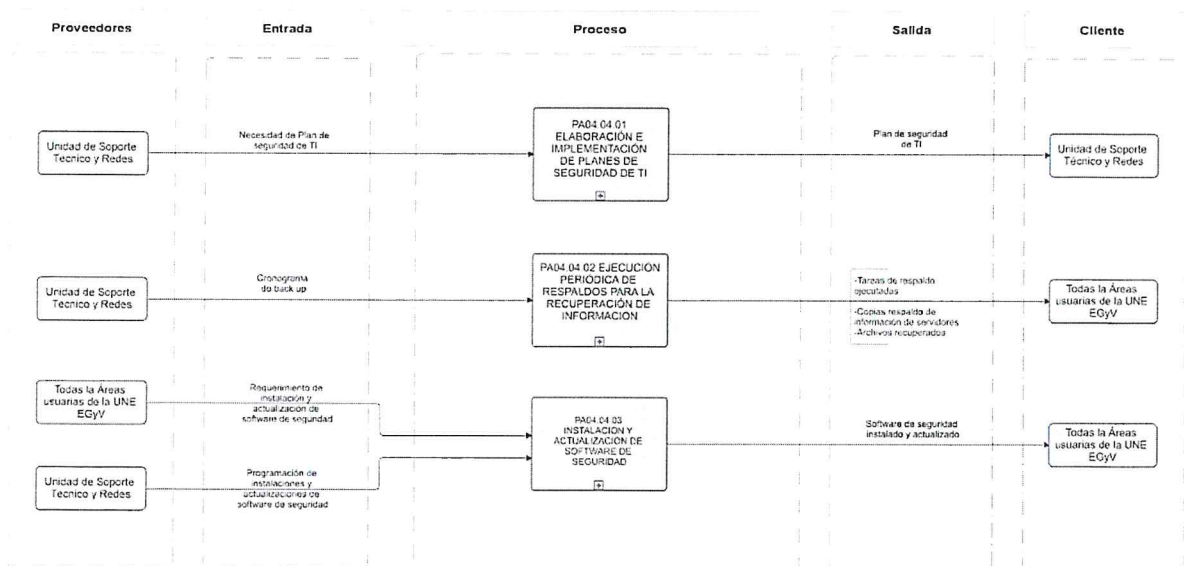 Proveedores
Entrada
Proceso
Salida
Cliente
Unidad de Soporte
Tecnico y Redes
Necesidad de Plan de
seguridad de TI
PA04.04.01
ELABORACIÓN E
IMPLEMENTACIÓN
DE PLANES DE
SEGURIDAD DE TI
Plan de seguridad
de TI
Unidad de Soporte
Técnico y Redes
Unidad de Soporte
Tecnico y Redes
Cronograma
do back up
PA04.04.02 EJECUCIÓN
PERIÓDICA DE
RESPALDOS PARA LA
RECUPERACIÓN DE
INFORMACION
-Tareas de respaldo
ejecutadas
-Copias respaldo de
información de servidores
-Archivos recuperados
Todas la Áreas
usuarias de la UNE
EGyV
Todas la Áreas
usuarias de la UNE
EGyV
Requerimiento de
instalación y
actualización de
software de seguridad
Unidad de Soporte
Tecnico y Redes
Programación de
instalaciones y
actualizaciones de
software de seguridad
PA04.04.03
INSTALACION Y
ACTUALIZACION DE
SOFTWARE DE
SEGURIDAD
Software de seguridad
instalado y actualizado
Todas la Áreas
usuarias de la UNE
EGyV